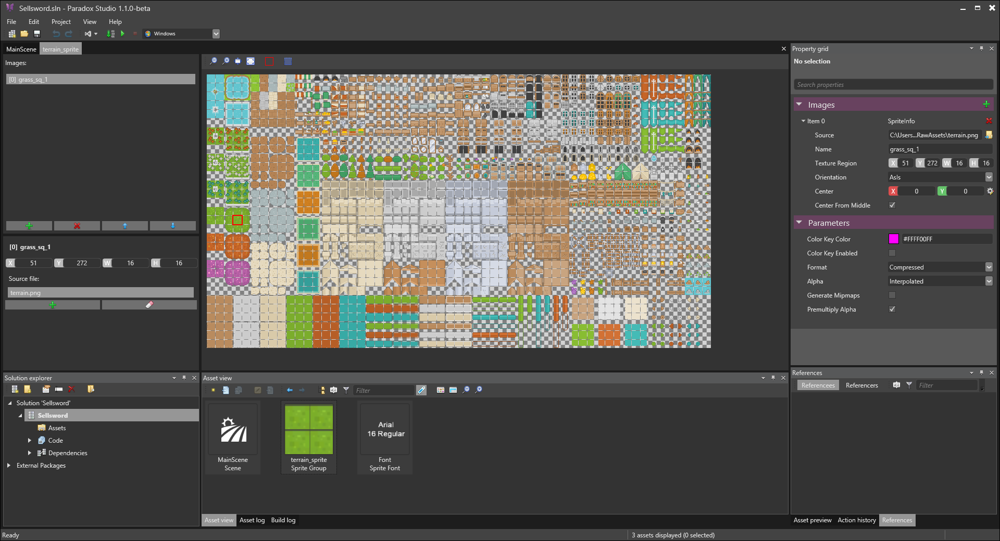 Sellsword.sln - Paradox Studio 1.1.0-beta
File Edit Project View Help
Windows
MainScene terrain_sprite
Images:
[0] grass_sq_1
[0] grass_sq_1
X 51 Y 272 W 16 H 16
Source file:
terrain.png
Property grid
No selection
Search properties
Images
Item 0 SpriteInfo
Source C:\Users...RawAssets\terrain.png
Name grass_sq_1
Texture Region X 51 Y 272 W 16 H 16
Orientation AsIs
Center X 0 Y 0
Center From Middle
Parameters
Color Key Color #FFFF00FF
Color Key Enabled
Format Compressed
Alpha Interpolated
Generate Mipmaps
Premultiply Alpha
Solution explorer
Solution 'Sellsword'
Sellsword
Assets
Code
Dependencies
External Packages
Asset view
Filter
MainScene
Scene
terrain_sprite
Sprite Group
Arial
16 Regular
Font
Sprite Font
Asset view Asset log Build log
References
Referencees Referencers Filter
Asset preview Action history References
Ready
3 assets displayed (0 selected)